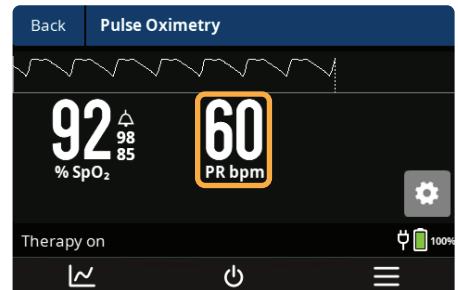 Back Pulse Oximetry
92 98 85 60
% SpO₂ PR bpm
Therapy on 100%